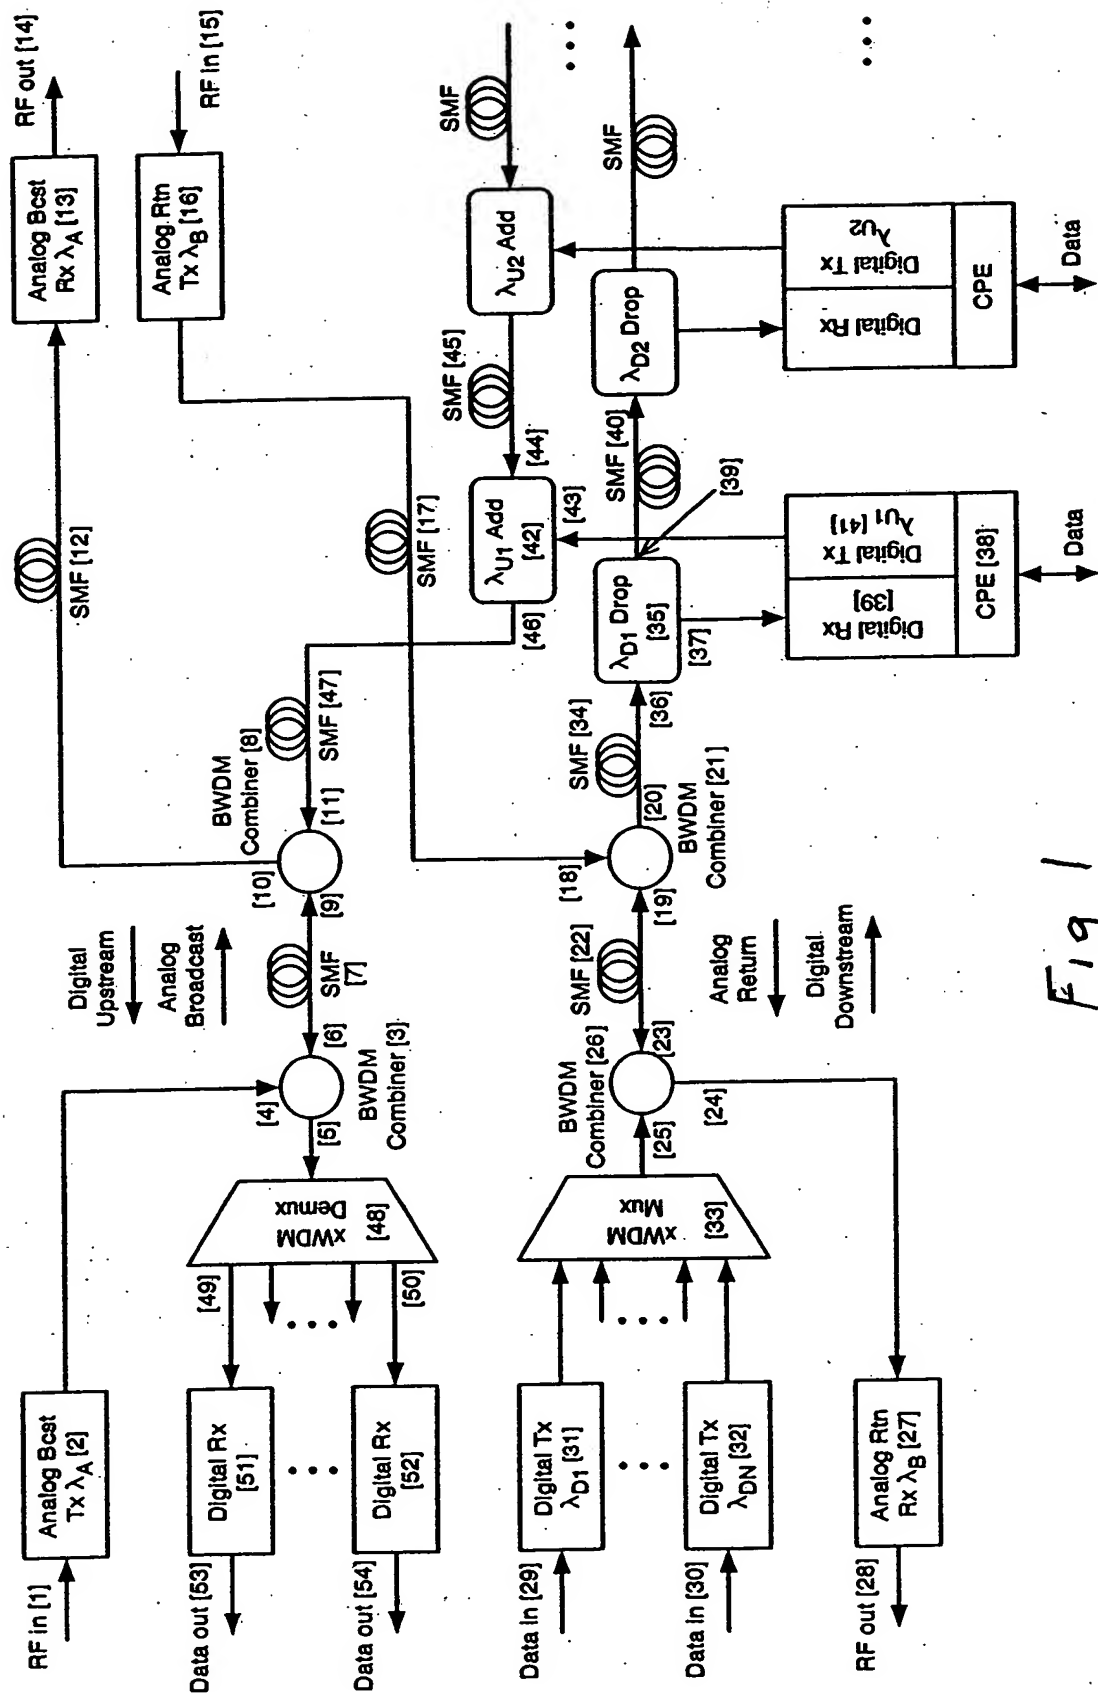 RF in [1]
Analog Bcst
Tx λA [2]
[4]
[5]
BWDM
Combiner [3]
[6]
SMF
[7]
Digital
Upstream
Analog
Broadcast
[9]
[10]
BWDM
Combiner [8]
[11]
SMF [47]
SMF [12]
Analog Bcst
Rx λA [13]
RF out [14]
RF in [15]
Analog Rtn
Tx λB [16]
SMF [17]
[46]
λU1 Add
[42]
[43]
[44]
SMF [45]
λU2 Add
SMF
xWDM
Demux
[48]
[49]
[50]
Digital Rx
[51]
Digital Rx
[52]
Data out [53]
Data out [54]
Data in [29]
Data in [30]
Digital Tx
λD1 [31]
Digital Tx
λDN [32]
xWDM
Mux
[33]
[25]
BWDM
Combiner [26]
[23]
[24]
Analog Rtn
Rx λB [27]
RF out [28]
SMF [22]
Analog
Return
Digital
Downstream
[19]
[18]
[20]
BWDM
Combiner [21]
SMF [34]
[36]
λD1 Drop
[35]
[37]
[39]
SMF [40]
λD2 Drop
SMF
Digital Rx
[39]
Digital Tx
λU1 [41]
CPE [38]
Data
Digital Rx
Digital Tx
λU2
CPE
Data
Fig 1